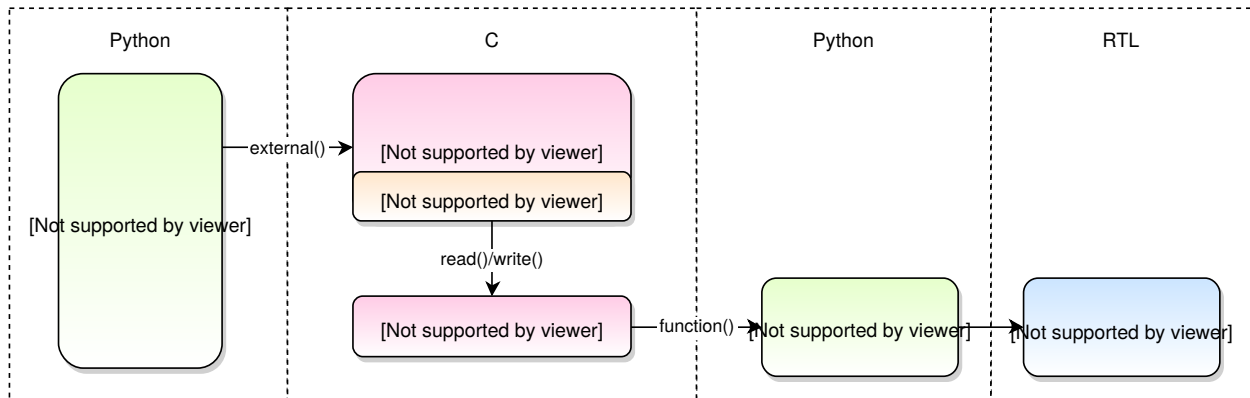 Python
C
Python
RTL
external()
[Not supported by viewer]
[Not supported by viewer]
[Not supported by viewer]
read()/write()
[Not supported by viewer]
function()
[Not supported by viewer]
[Not supported by viewer]